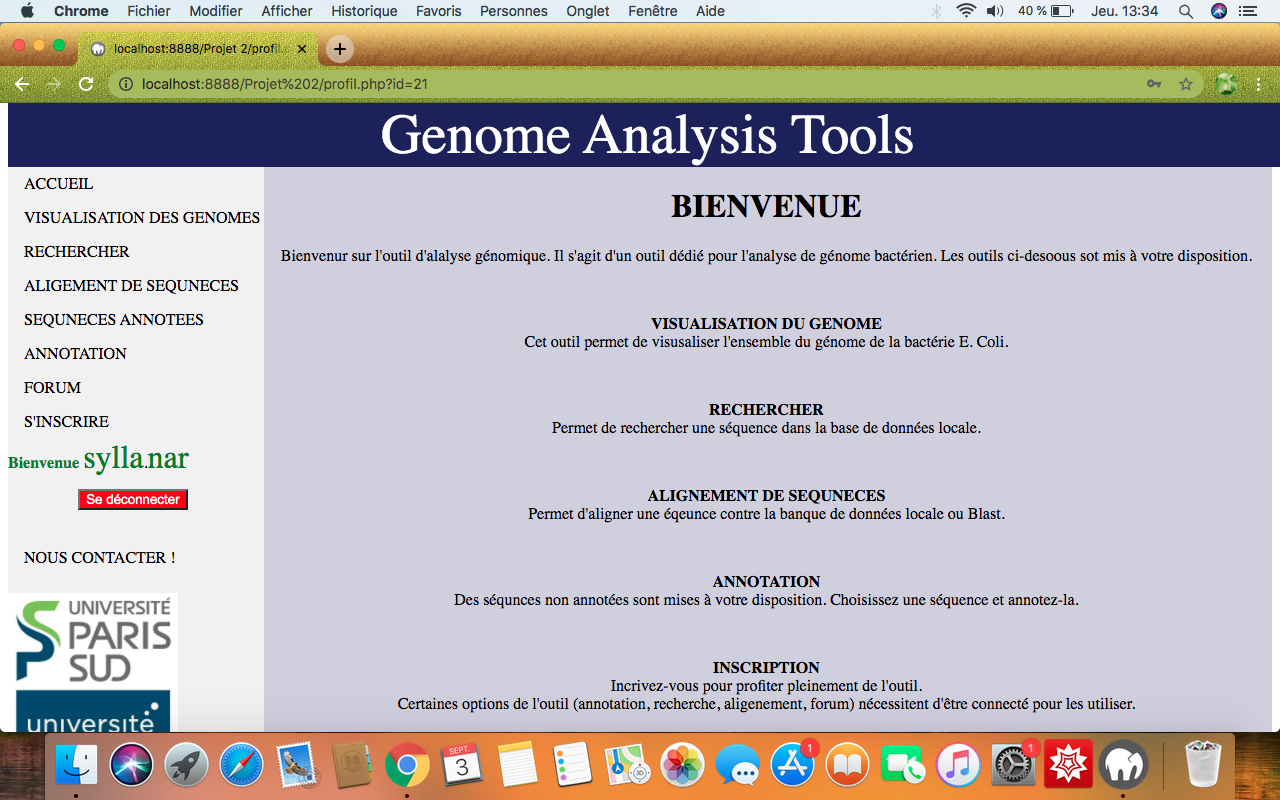 Chrome Fichier Modifier Afficher Historique Favoris Personnes Onglet Fenêtre Aide 40 % Jeu. 13:34
localhost:8888/Projet 2/profil
localhost:8888/Projet%202/profil.php?id=21
Genome Analysis Tools
ACCUEIL
VISUALISATION DES GENOMES
RECHERCHER
ALIGEMENT DE SEQUNECES
SEQUNECES ANNOTEES
ANNOTATION
FORUM
S'INSCRIRE
Bienvenue sylla.nar
Se déconnecter
NOUS CONTACTER !
UNIVERSITÉ
PARIS
SUD
université
BIENVENUE
Bienvenur sur l'outil d'alalyse génomique. Il s'agit d'un outil dédié pour l'analyse de génome bactérien. Les outils ci-desoous sot mis à votre disposition.
VISUALISATION DU GENOME
Cet outil permet de visusaliser l'ensemble du génome de la bactérie E. Coli.
RECHERCHER
Permet de rechercher une séquence dans la base de données locale.
ALIGNEMENT DE SEQUNECES
Permet d'aligner une éqeunce contre la banque de données locale ou Blast.
ANNOTATION
Des séqunces non annotées sont mises à votre disposition. Choisissez une séquence et annotez-la.
INSCRIPTION
Incrivez-vous pour profiter pleinement de l'outil.
Certaines options de l'outil (annotation, recherche, aligenement, forum) nécessitent d'être connecté pour les utiliser.
SEPT.
3
3D
1
1